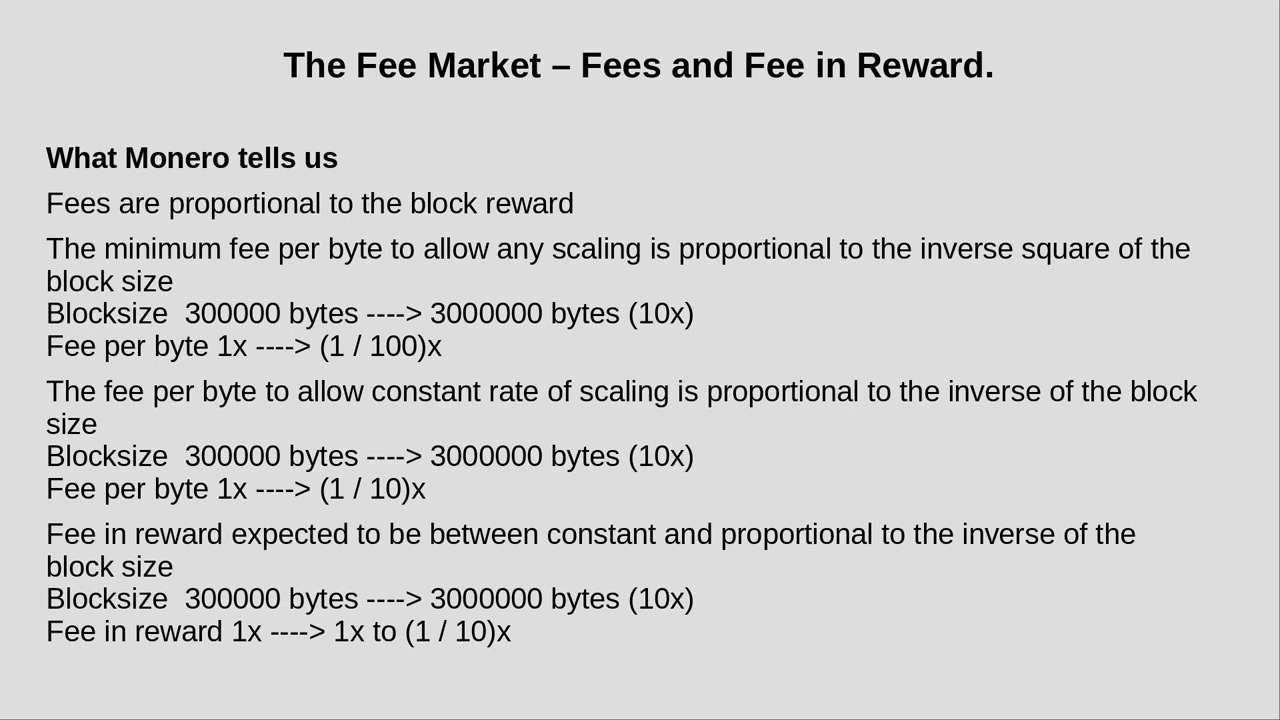 The Fee Market – Fees and Fee in Reward.
What Monero tells us
Fees are proportional to the block reward
The minimum fee per byte to allow any scaling is proportional to the inverse square of the
block size
Blocksize  300000 bytes ----> 3000000 bytes (10x)
Fee per byte 1x ----> (1 / 100)x
The fee per byte to allow constant rate of scaling is proportional to the inverse of the block
size
Blocksize  300000 bytes ----> 3000000 bytes (10x)
Fee per byte 1x ----> (1 / 10)x
Fee in reward expected to be between constant and proportional to the inverse of the
block size
Blocksize  300000 bytes ----> 3000000 bytes (10x)
Fee in reward 1x ----> 1x to (1 / 10)x